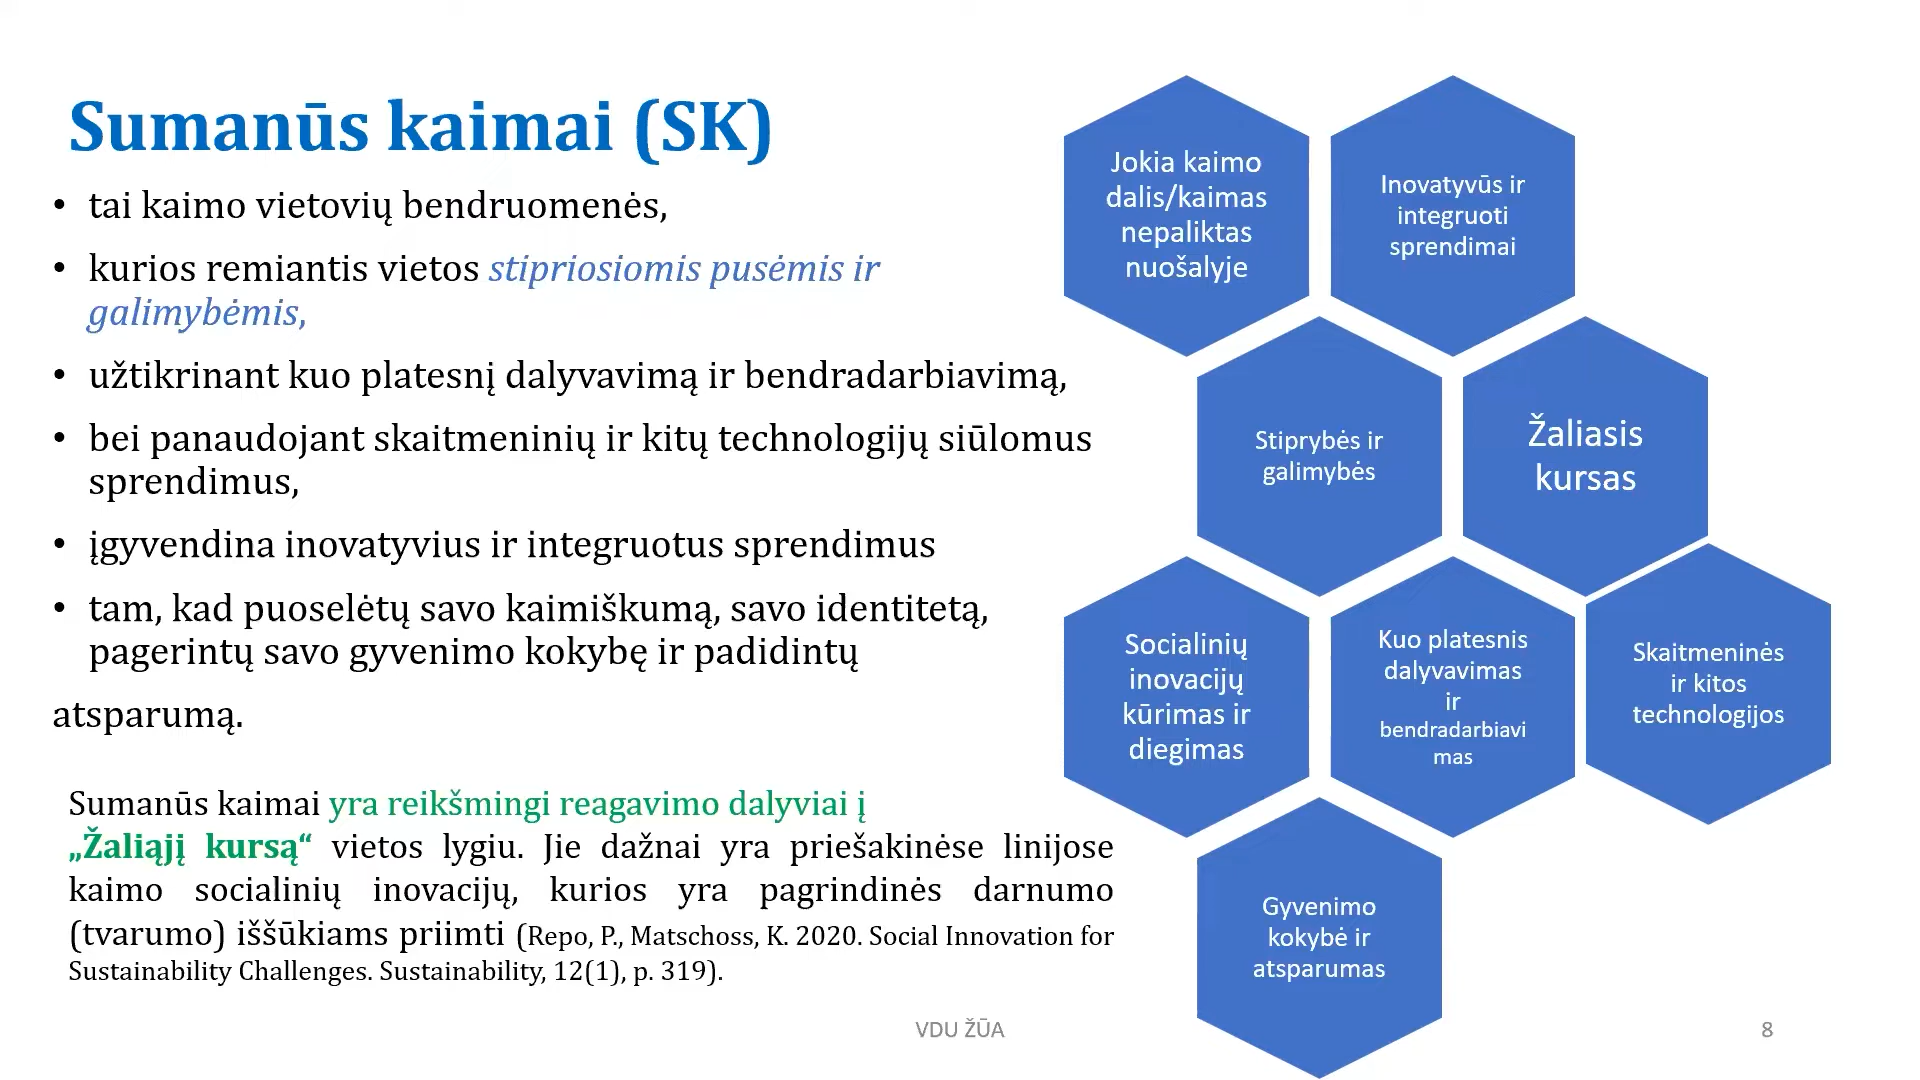 Sumanūs kaimai (SK)
• tai kaimo vietovių bendruomenės,
• kurios remiantis vietos stipriosiomis pusėmis ir
galimybėmis,
• užtikrinant kuo platesnį dalyvavimą ir bendradarbiavimą,
• bei panaudojant skaitmeninių ir kitų technologijų siūlomus
sprendimus,
• įgyvendina inovatyvius ir integruotus sprendimus
• tam, kad puoselėtų savo kaimiškumą, savo identitetą,
pagerintų savo gyvenimo kokybę ir padidintų
atsparumą.
Sumanūs kaimai yra reikšmingi reagavimo dalyviai į
„Žaliąjį kursą“ vietos lygiu. Jie dažnai yra priešakinėse linijose
kaimo socialinių inovacijų, kurios yra pagrindinės darnumo
(tvarumo) iššūkiams priimti (Repo, P., Matschoss, K. 2020. Social Innovation for
Sustainability Challenges. Sustainability, 12(1), p. 319).
Jokia kaimo
dalis/kaimas
nepaliktas
nuošalyje
Inovatyvūs ir
integruoti
sprendimai
Stiprybės ir
galimybės
Žaliasis
kursas
Socialinių
inovacijų
kūrimas ir
diegimas
Kuo platesnis
dalyvavimas
ir
bendradarbiavi
mas
Skaitmeninės
ir kitos
technologijos
Gyvenimo
kokybė ir
atsparumas
VDU ŽŪA
8